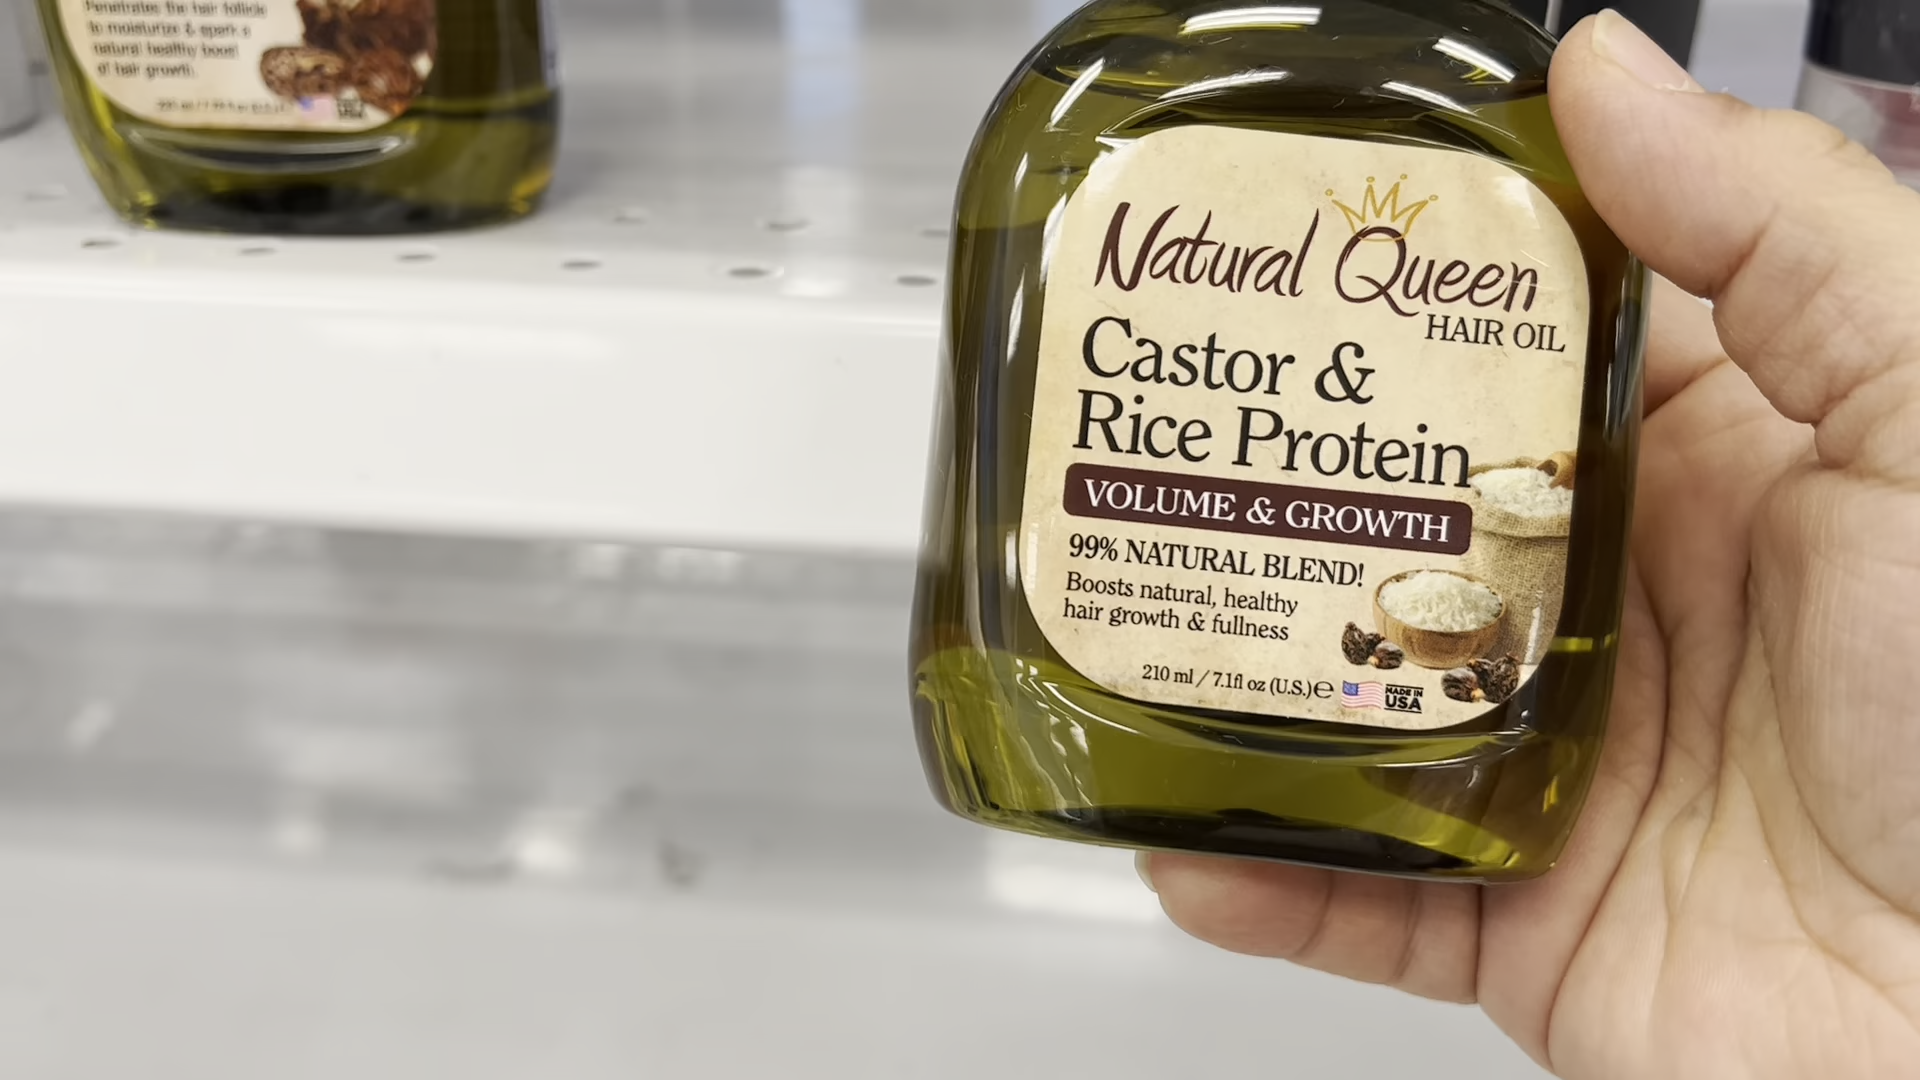 Penetrates the hair follicle
to moisturize & spark a
natural healthy boost
of hair growth.
Natural Queen
HAIR OIL
Castor &
Rice Protein
VOLUME & GROWTH
99% NATURAL BLEND!
Boosts natural, healthy
hair growth & fullness
210 ml / 7.1fl oz (U.S.)℮
MADE IN
USA